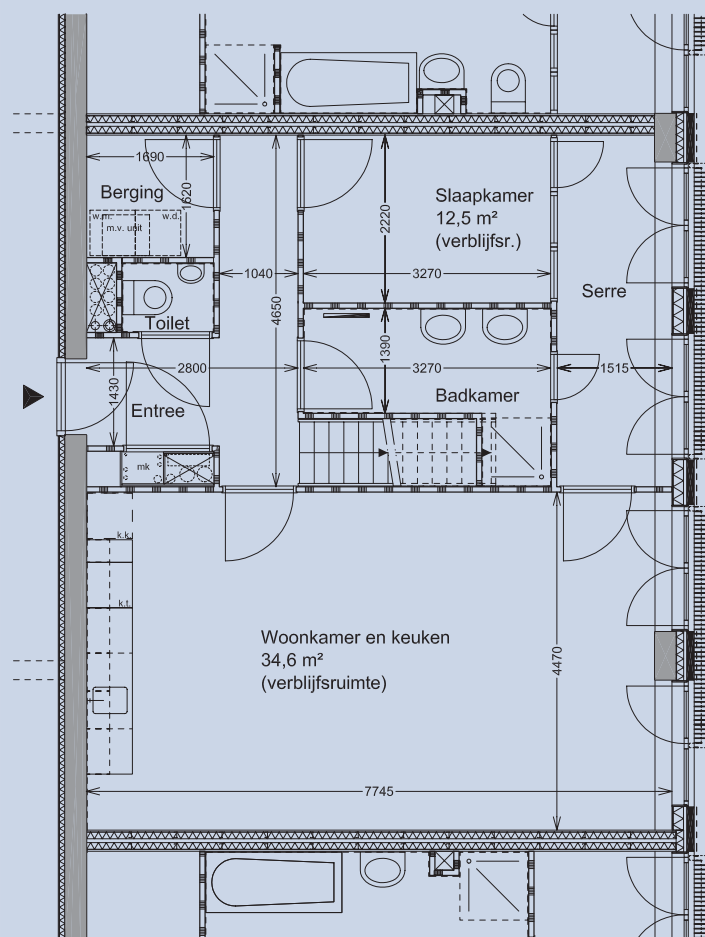 1690
Berging
1620
w.m.
w.d.
m.v. unit
Slaapkamer
12,5 m²
(verblijfsr.)
2220
1040
3270
4650
Serre
Toilet
1390
2800
3270
1515
1430
Badkamer
Entree
mk
k.k.
k.t.
Woonkamer en keuken
34,6 m²
(verblijfsruimte)
4470
7745